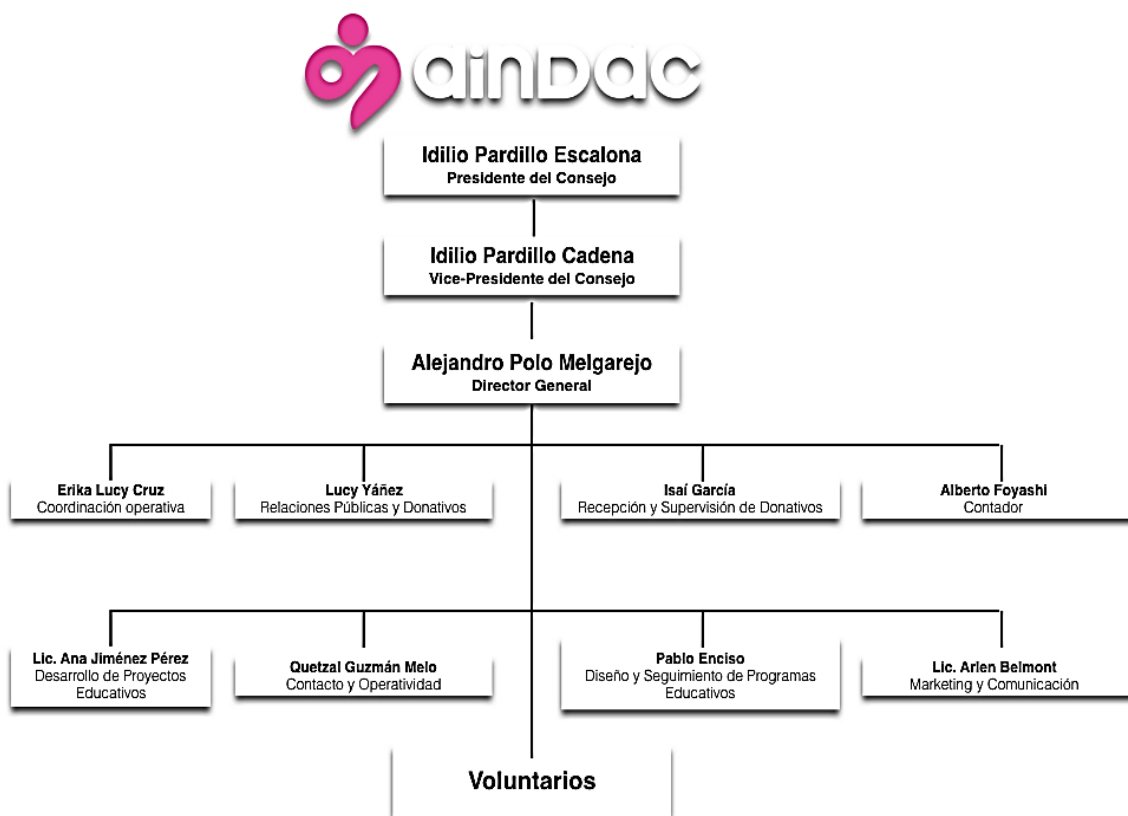 ainDac
Idilio Pardillo Escalona
Presidente del Consejo
Idilio Pardillo Cadena
Vice-Presidente del Consejo
Alejandro Polo Melgarejo
Director General
Erika Lucy Cruz
Coordinación operativa
Lucy Yáñez
Relaciones Públicas y Donativos
Isaí García
Recepción y Supervisión de Donativos
Alberto Foyashi
Contador
Lic. Ana Jiménez Pérez
Desarrollo de Proyectos
Educativos
Quetzal Guzmán Melo
Contacto y Operatividad
Pablo Enciso
Diseño y Seguimiento de Programas
Educativos
Lic. Arlen Belmont
Marketing y Comunicación
Voluntarios